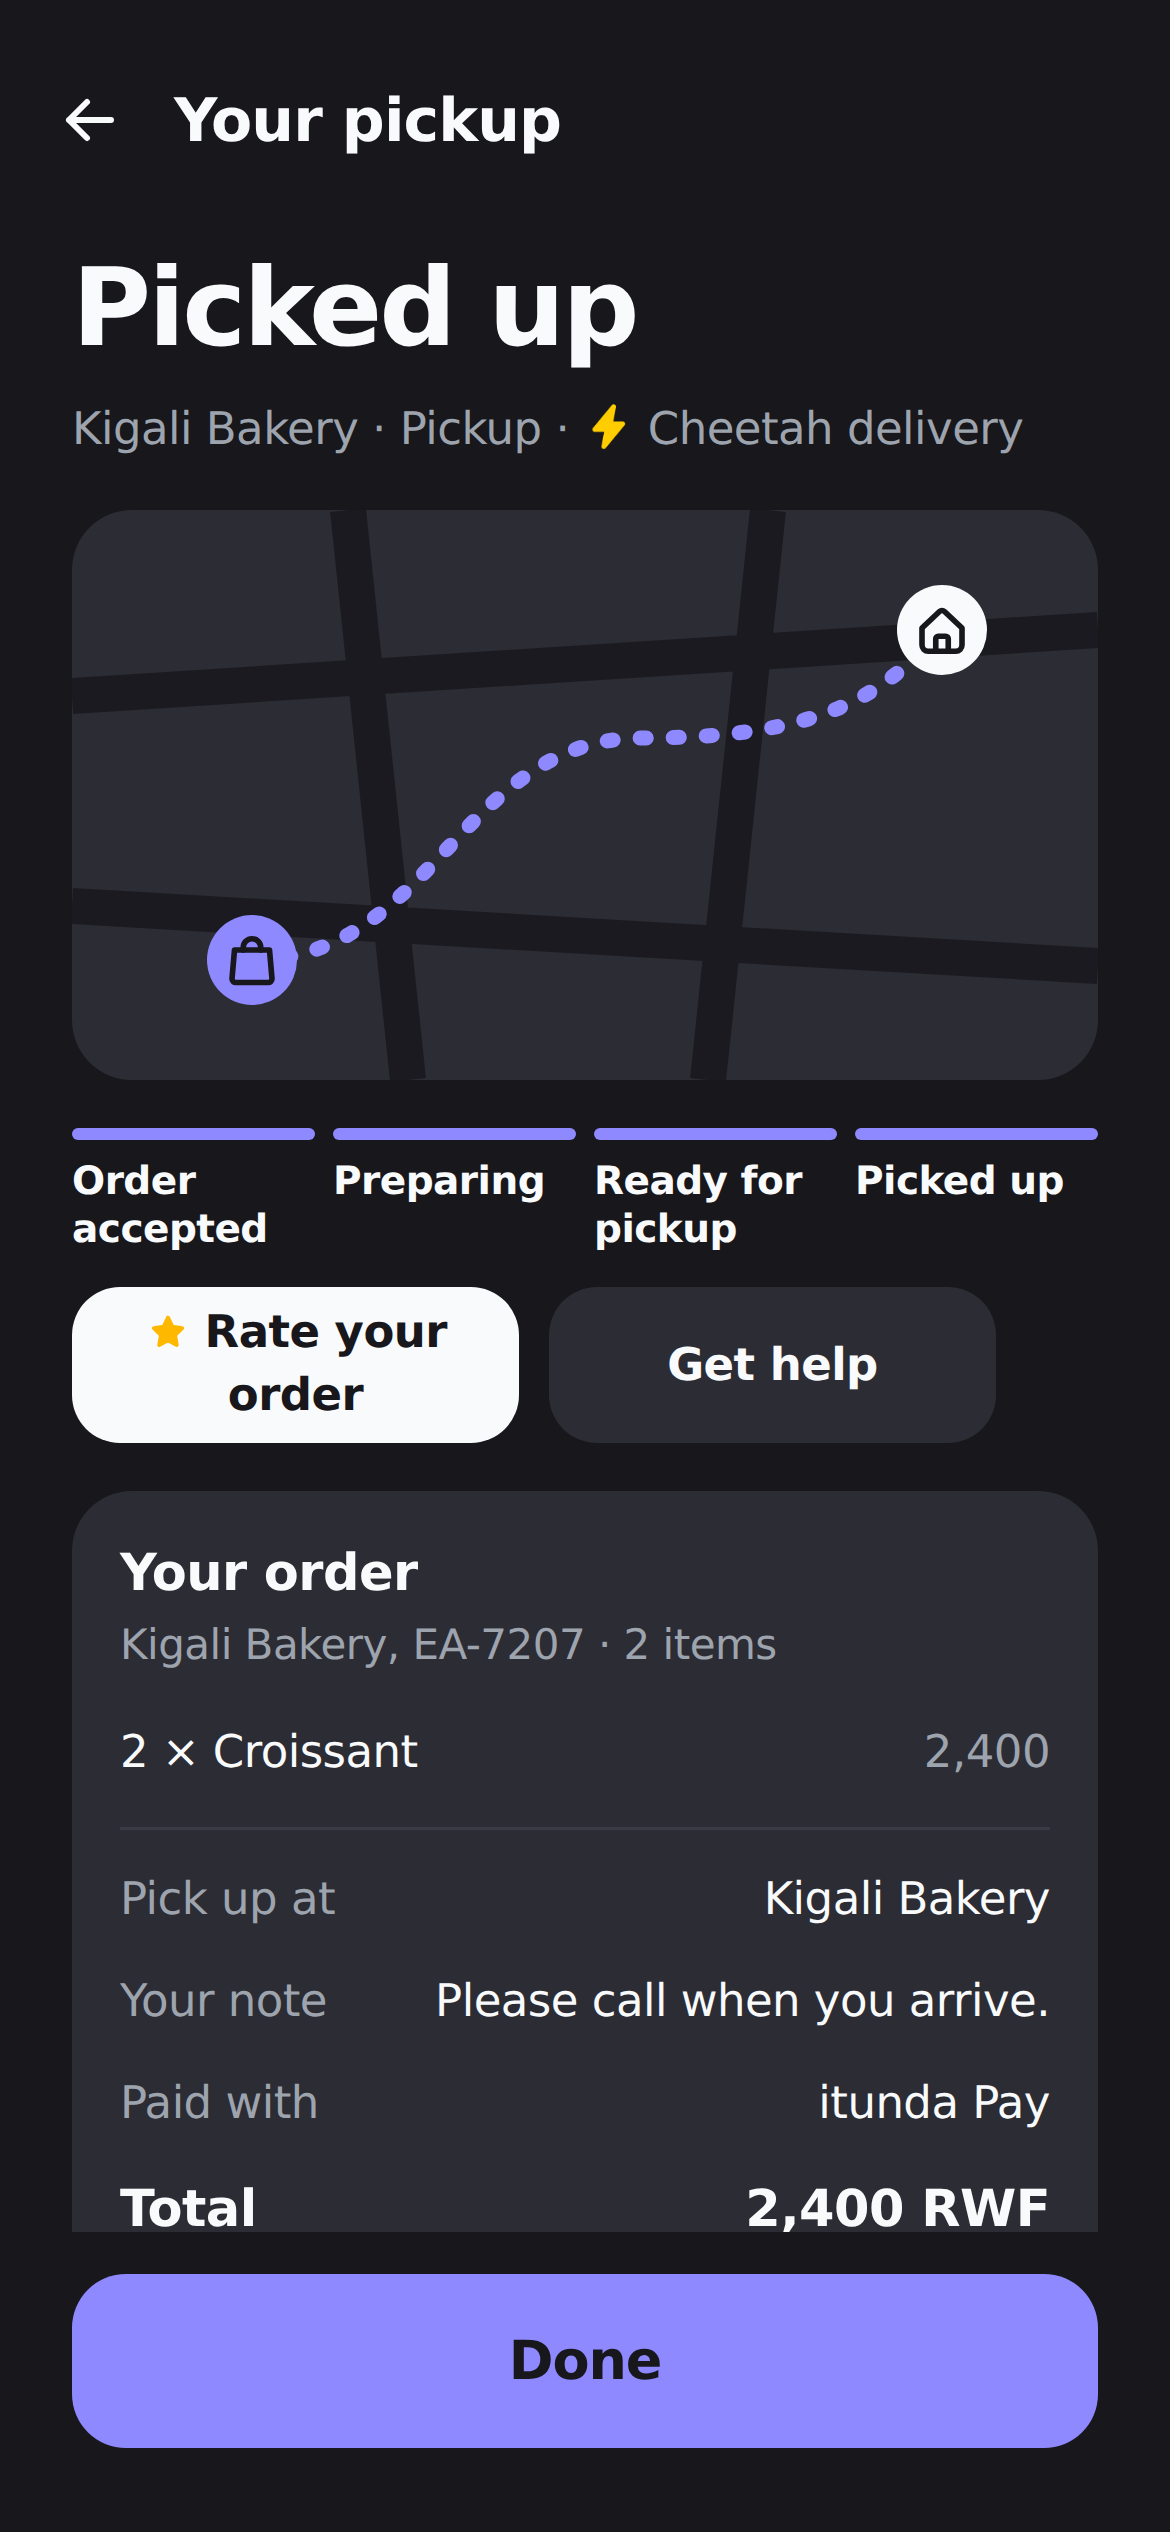 Your pickup
Picked up
Kigali Bakery · Pickup · ⚡ Cheetah delivery
Order accepted
Preparing
Ready for pickup
Picked up
Rate your order
Get help
Your order
Kigali Bakery, EA-7207 · 2 items
2 × Croissant 2,400
Pick up at Kigali Bakery
Your note Please call when you arrive.
Paid with itunda Pay
Total 2,400 RWF
Done